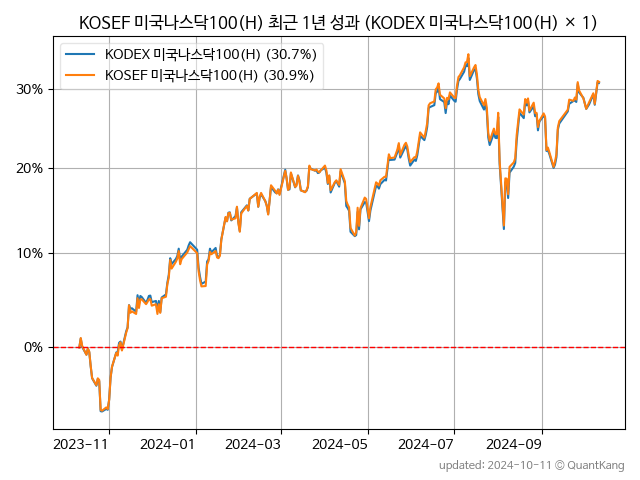 KOSEF 미국나스닥100(H) 최근 1년 성과 (KODEX 미국나스닥100(H) × 1)
KODEX 미국나스닥100(H) (30.7%)
KOSEF 미국나스닥100(H) (30.9%)
30%
20%
10%
0%
2023-11
2024-01
2024-03
2024-05
2024-07
2024-09
updated: 2024-10-11 © QuantKang